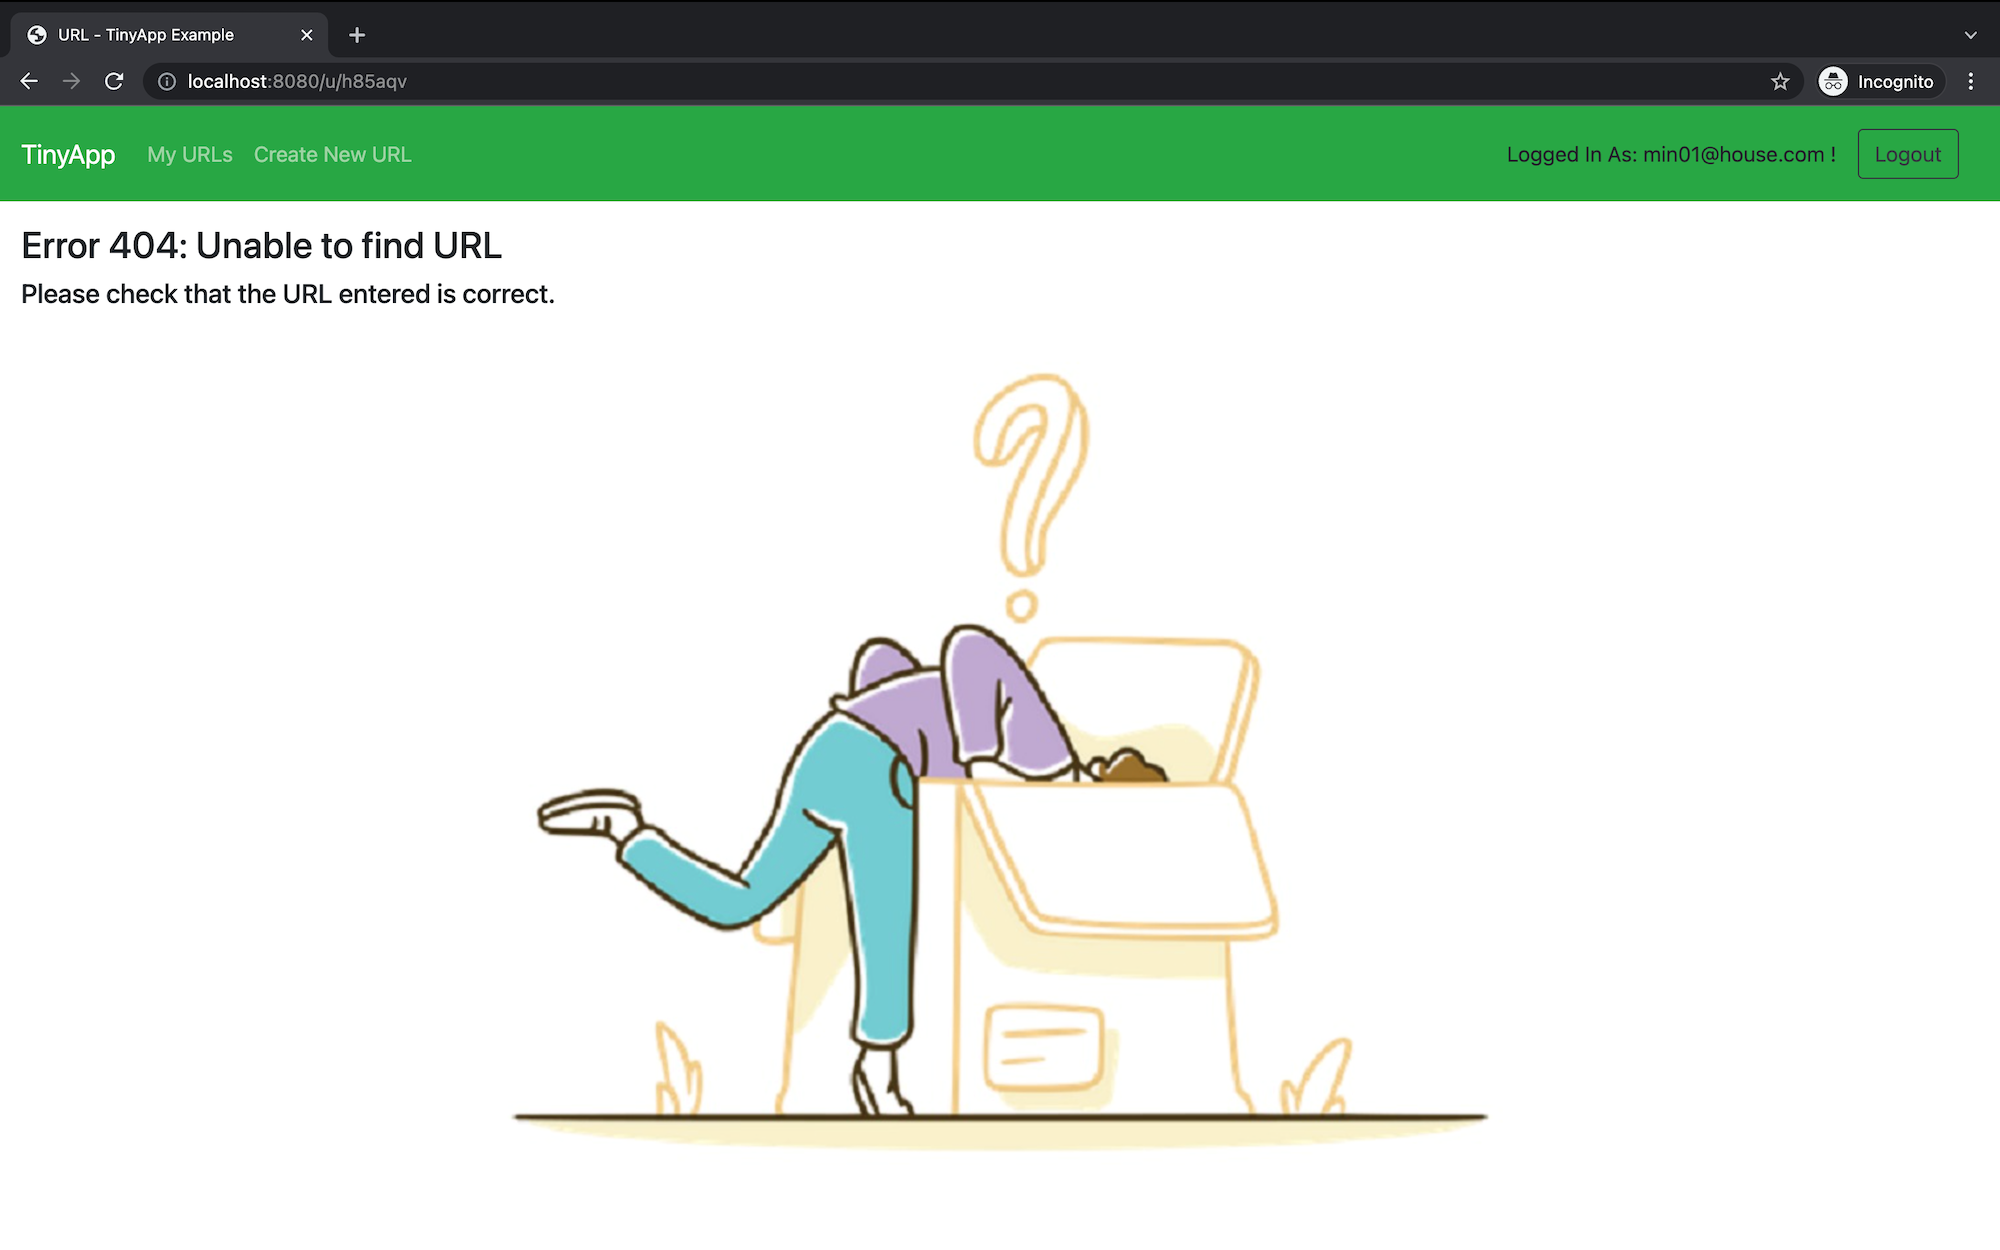 URL - TinyApp Example
localhost:8080/u/h85aqv
Incognito
TinyApp My URLs Create New URL Logged In As: min01@house.com ! Logout
Error 404: Unable to find URL
Please check that the URL entered is correct.
?